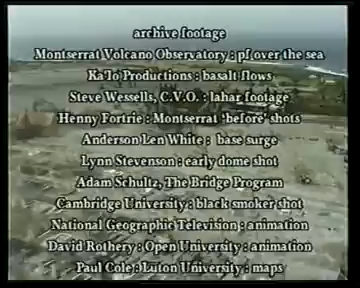 archive footage
Montserrat Volcano Observatory : pf over the sea
Ka'Io Productions : basalt flows
Steve Wessells, C.V.O. : lahar footage
Henny Fortrie : Montserrat 'before' shots
Anderson Len White : base surge
Lynn Stevenson : early dome shot
Adam Schultz, The Bridge Program
Cambridge University : black smoker shot
National Geographic Television : animation
David Rothery : Open University : animation
Paul Cole : Luton University : maps